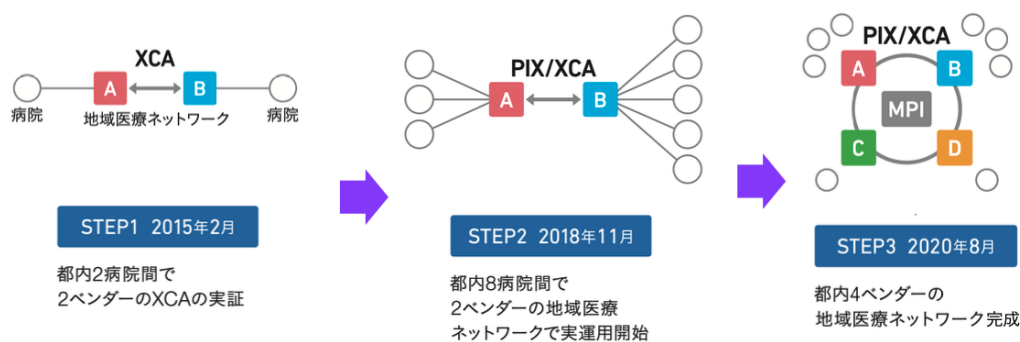 XCA
A
B
病院
地域医療ネットワーク
病院
STEP1 2015年2月
都内2病院間で
2ベンダーのXCAの実証
PIX/XCA
A
B
STEP2 2018年11月
都内8病院間で
2ベンダーの地域医療
ネットワークで実運用開始
PIX/XCA
A
B
MPI
C
D
STEP3 2020年8月
都内4ベンダーの
地域医療ネットワーク完成